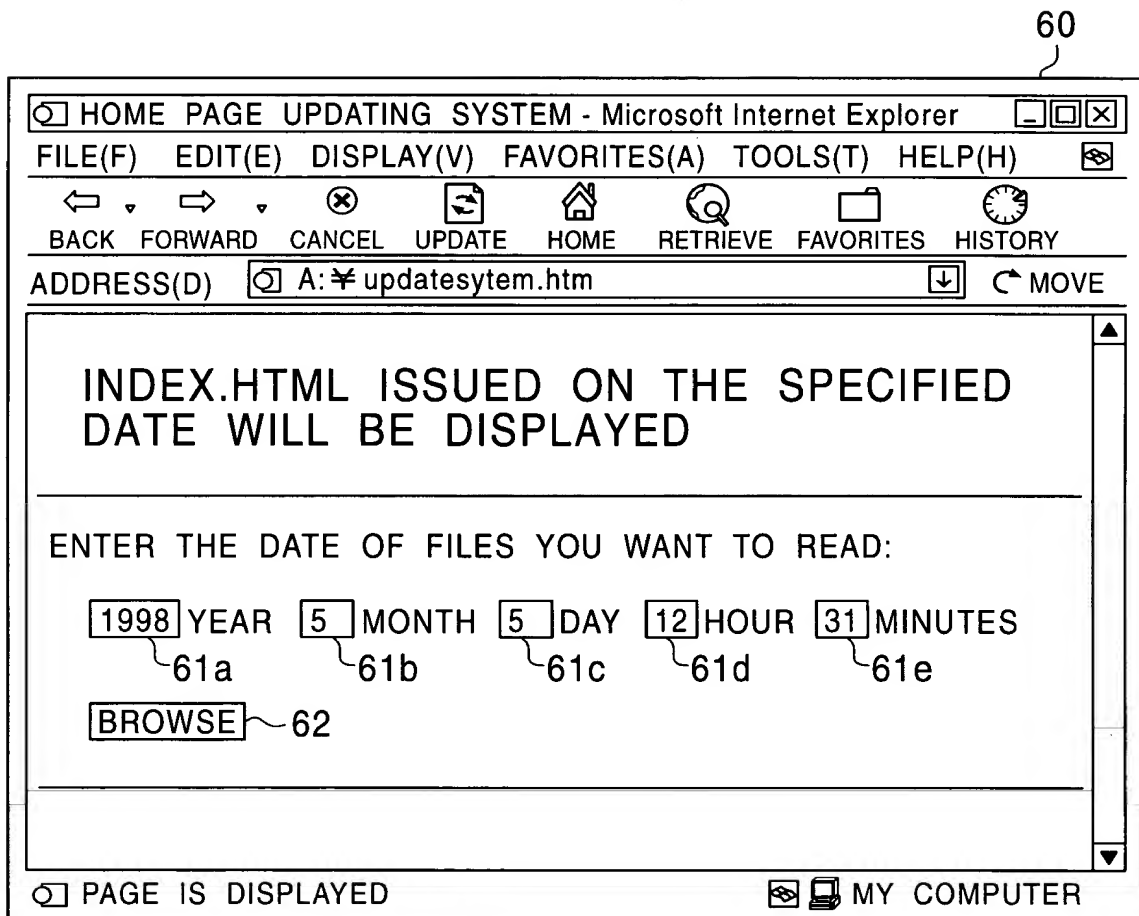 60
HOME PAGE UPDATING SYSTEM - Microsoft Internet Explorer
FILE(F) EDIT(E) DISPLAY(V) FAVORITES(A) TOOLS(T) HELP(H)
BACK FORWARD CANCEL UPDATE HOME RETRIEVE FAVORITES HISTORY
ADDRESS(D) A:¥updatesytem.htm MOVE
INDEX.HTML ISSUED ON THE SPECIFIED
DATE WILL BE DISPLAYED
ENTER THE DATE OF FILES YOU WANT TO READ:
1998 YEAR 5 MONTH 5 DAY 12 HOUR 31 MINUTES
61a 61b 61c 61d 61e
BROWSE 62
PAGE IS DISPLAYED MY COMPUTER